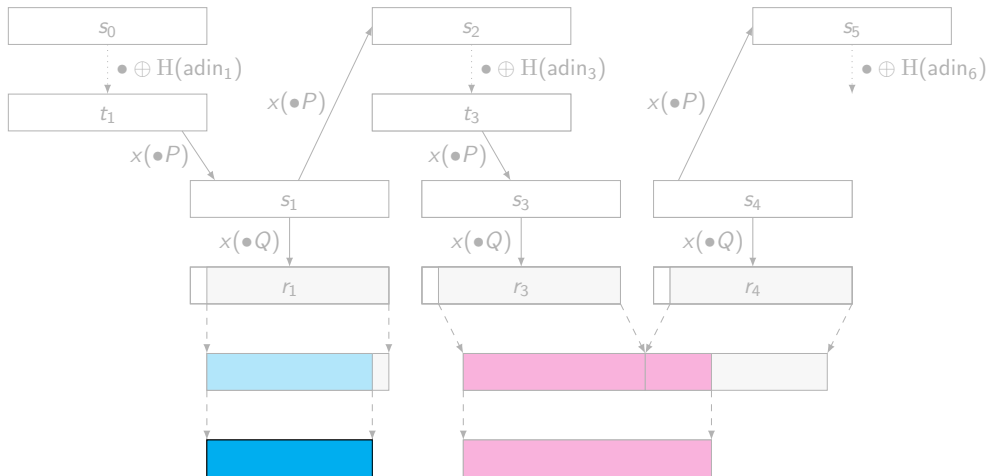 s₀ s₂ s₅
• ⊕ H(adin₁) • ⊕ H(adin₃) • ⊕ H(adin₆)
x(•P) x(•P)
t₁ t₃
x(•P) x(•P)
s₁ s₃ s₄
x(•Q) x(•Q) x(•Q)
r₁ r₃ r₄